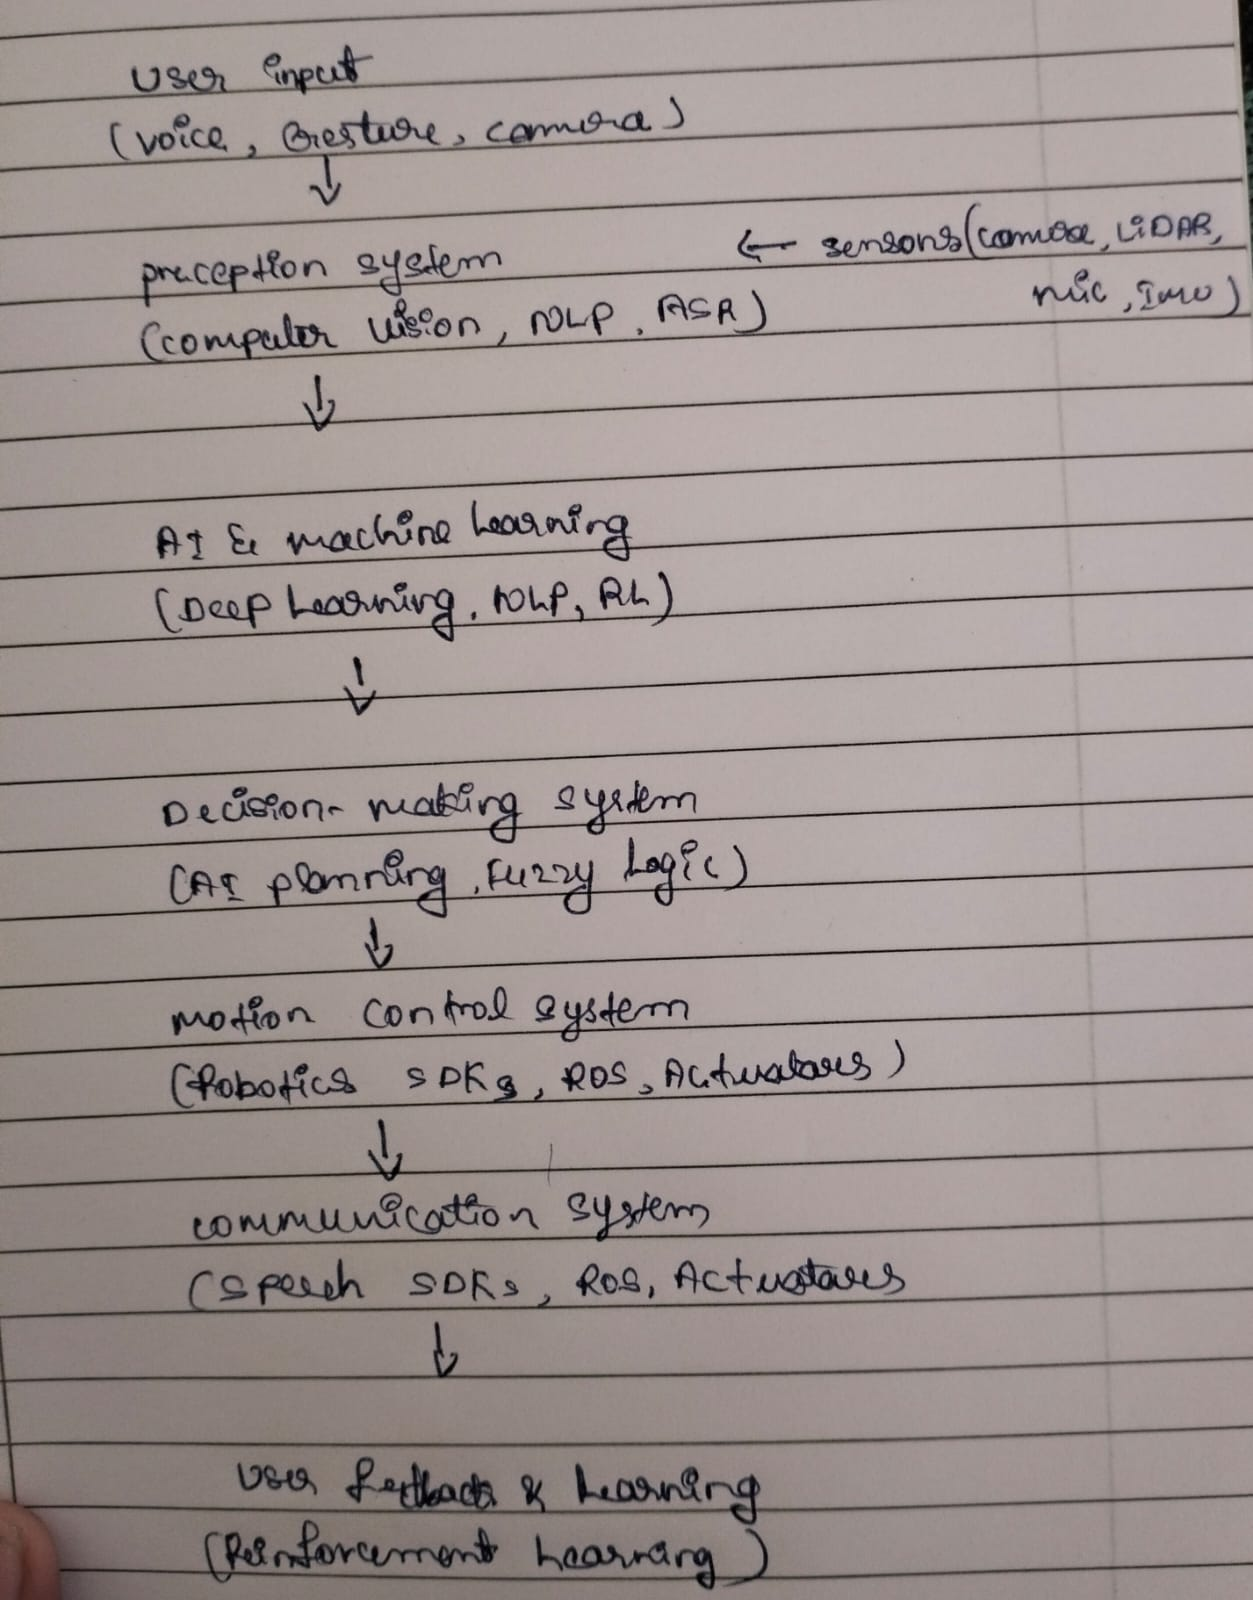 User input
(voice, Gesture, camera)
↓
preception system ← sensors (camera, LiDAR,
mic, Imu)
(computer vision, NLP, ASR)
↓
AI & machine Learning
(Deep Learning, NLP, RL)
↓
Decision-making system
(AI planning, Fuzzy Logic)
↓
motion control system
(Robotics SDKs, ROS, Actuators)
↓
communication system
(Speech SDKs, ROS, Actuators
↓
User feedback & Learning
(Reinforcement Learning)